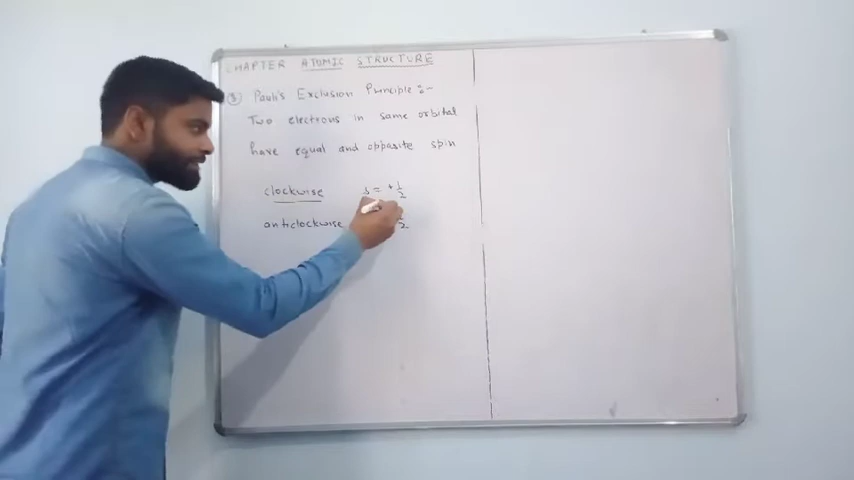 CHAPTER ATOMIC STRUCTURE
③ Pauli's Exclusion Principle :-
Two electrons in same orbital
have equal and opposite spin
clockwise s = + 1/2
anticlockwise 2